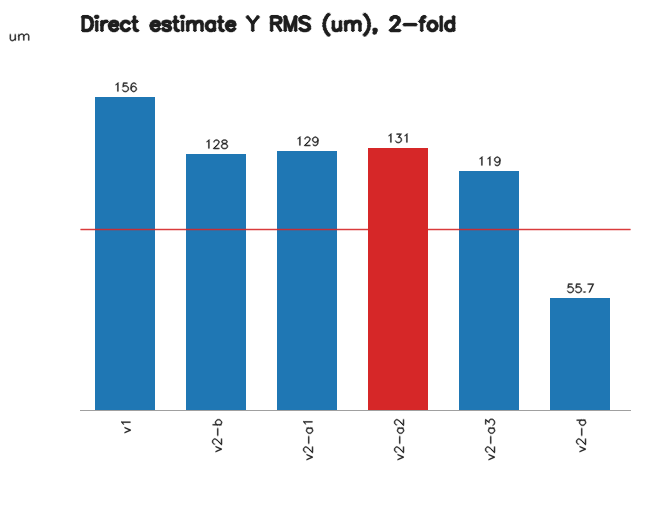 Direct estimate Y RMS (um), 2-fold
um
156
128
129
131
119
55.7
v1
v2-b
v2-a1
v2-a2
v2-a3
v2-d